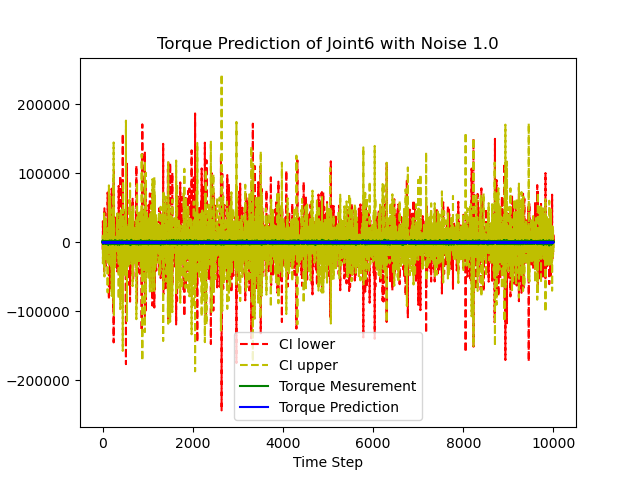 Torque Prediction of Joint6 with Noise 1.0
200000
100000
0
−100000
−200000
CI lower
CI upper
Torque Mesurement
Torque Prediction
0 2000 4000 6000 8000 10000
Time Step